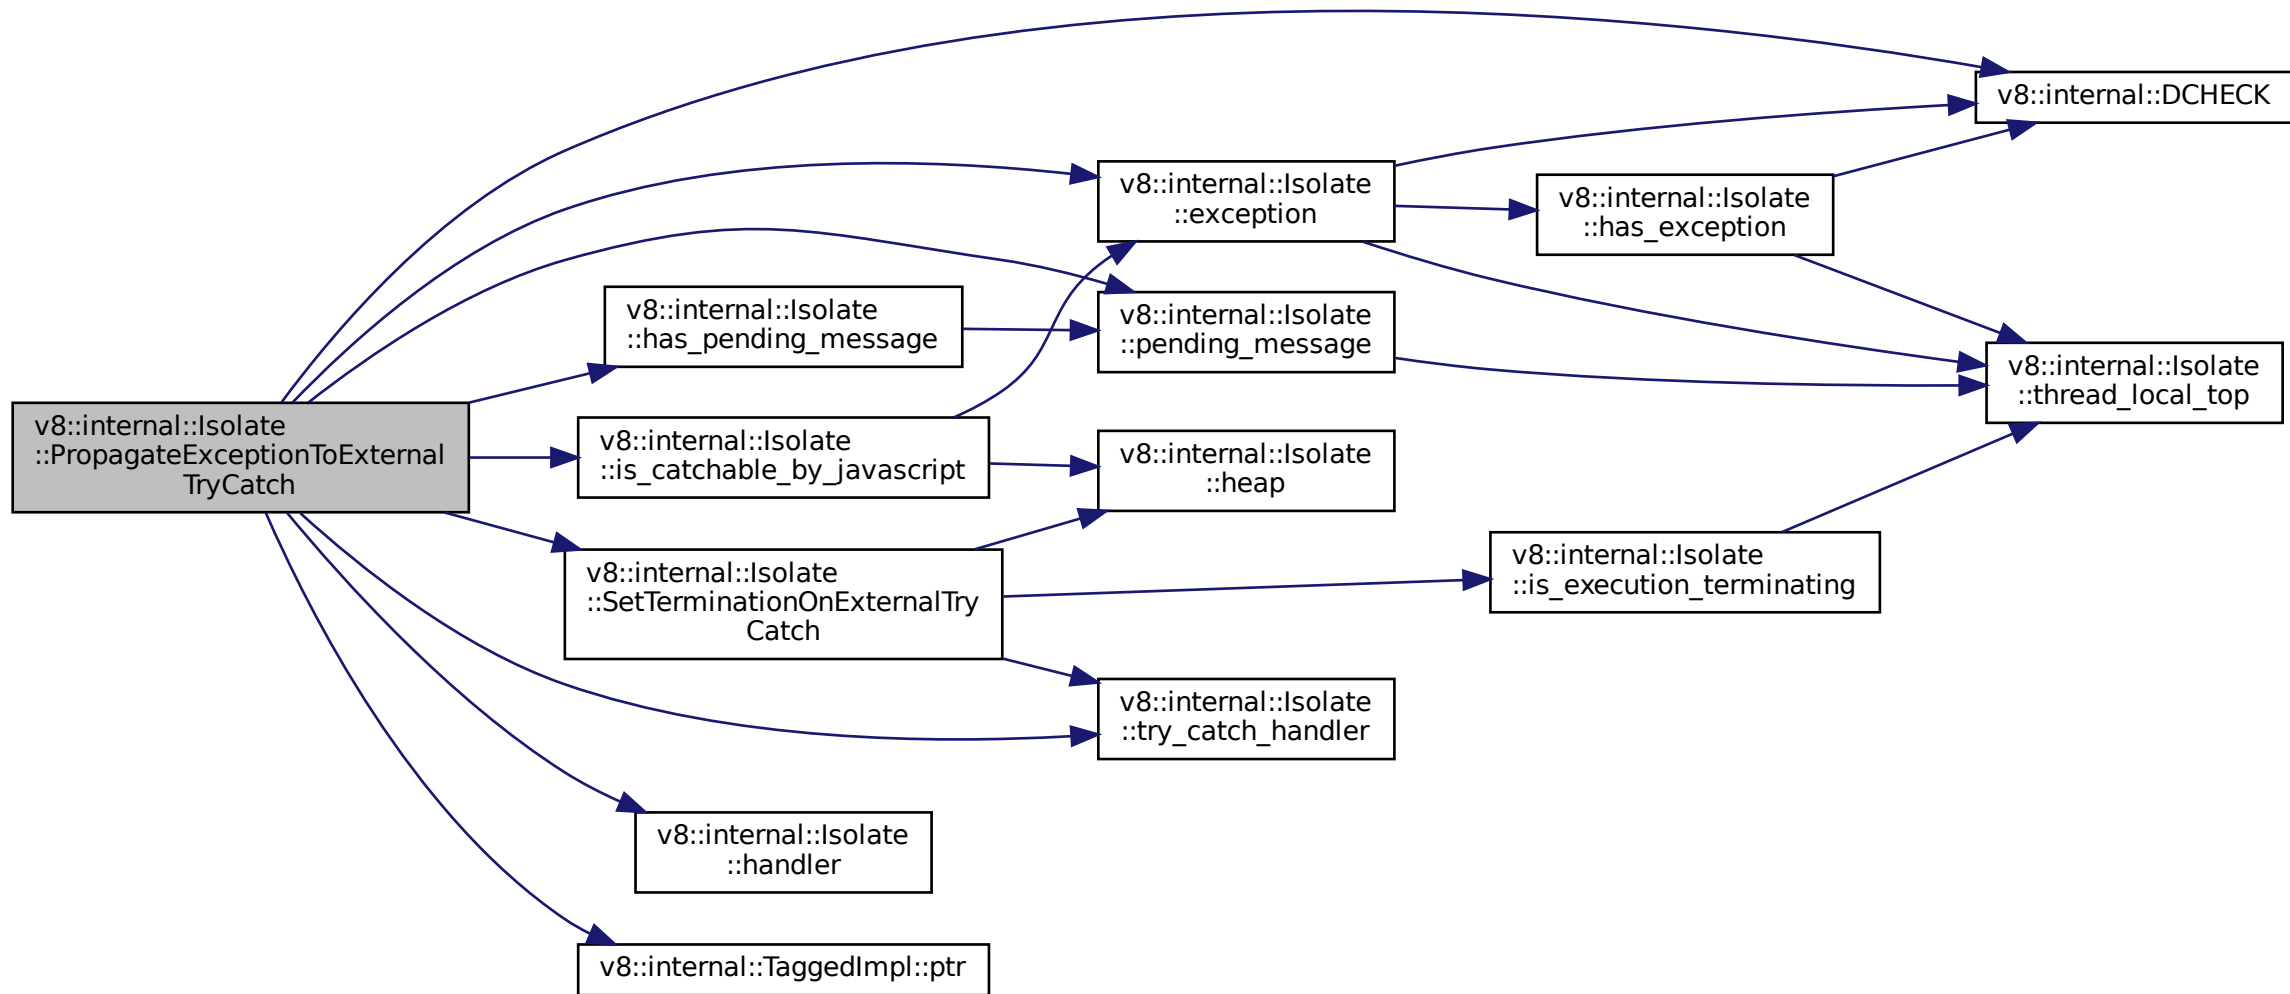 v8::internal::Isolate
::PropagateExceptionToExternal
TryCatch
v8::internal::DCHECK
v8::internal::Isolate
::exception
v8::internal::Isolate
::has_exception
v8::internal::Isolate
::has_pending_message
v8::internal::Isolate
::pending_message
v8::internal::Isolate
::thread_local_top
v8::internal::Isolate
::is_catchable_by_javascript
v8::internal::Isolate
::heap
v8::internal::Isolate
::SetTerminationOnExternalTry
Catch
v8::internal::Isolate
::is_execution_terminating
v8::internal::Isolate
::try_catch_handler
v8::internal::Isolate
::handler
v8::internal::TaggedImpl::ptr